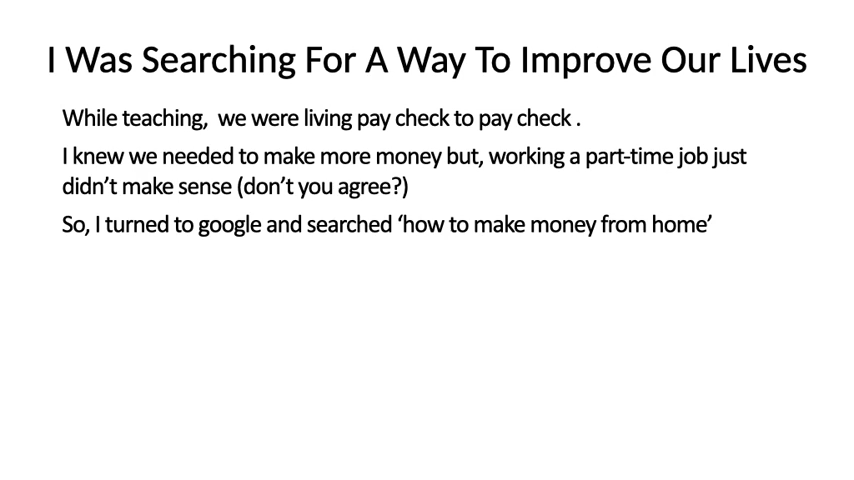 I Was Searching For A Way To Improve Our Lives
While teaching,  we were living pay check to pay check .
I knew we needed to make more money but, working a part-time job just
didn’t make sense (don’t you agree?)
So, I turned to google and searched ‘how to make money from home’